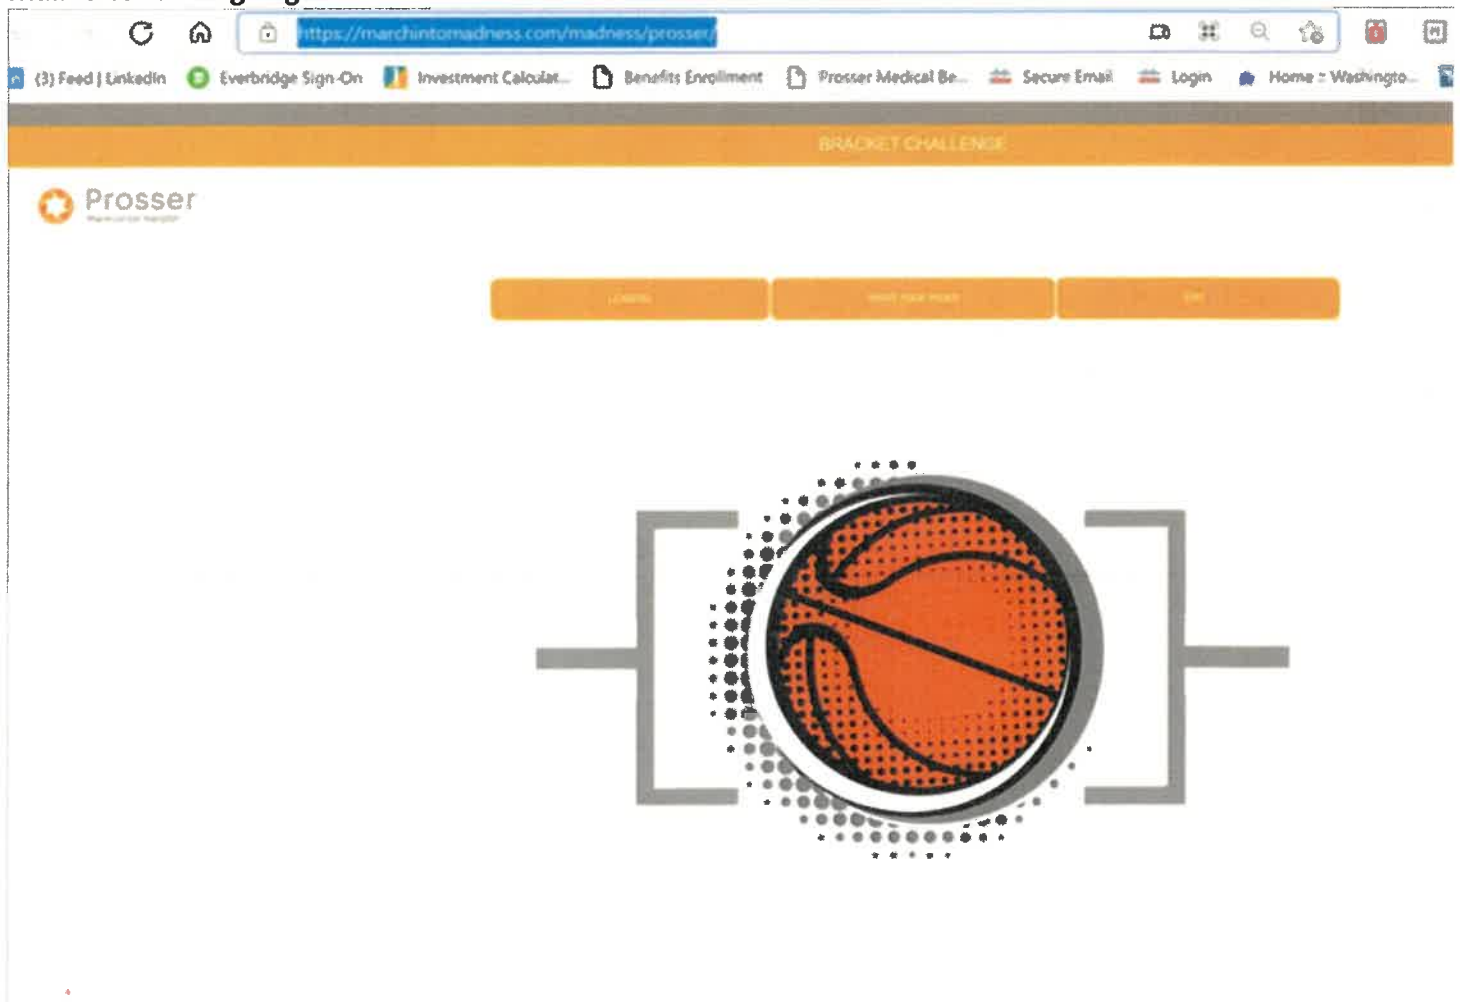 https://marchintomadness.com/madness/prosser/
(3) Feed | LinkedIn Everbridge Sign-On Investment Calculat... Benefits Enrollment Prosser Medical Be... Secure Email Login Home :: Washingto...
BRACKET CHALLENGE
Prosser